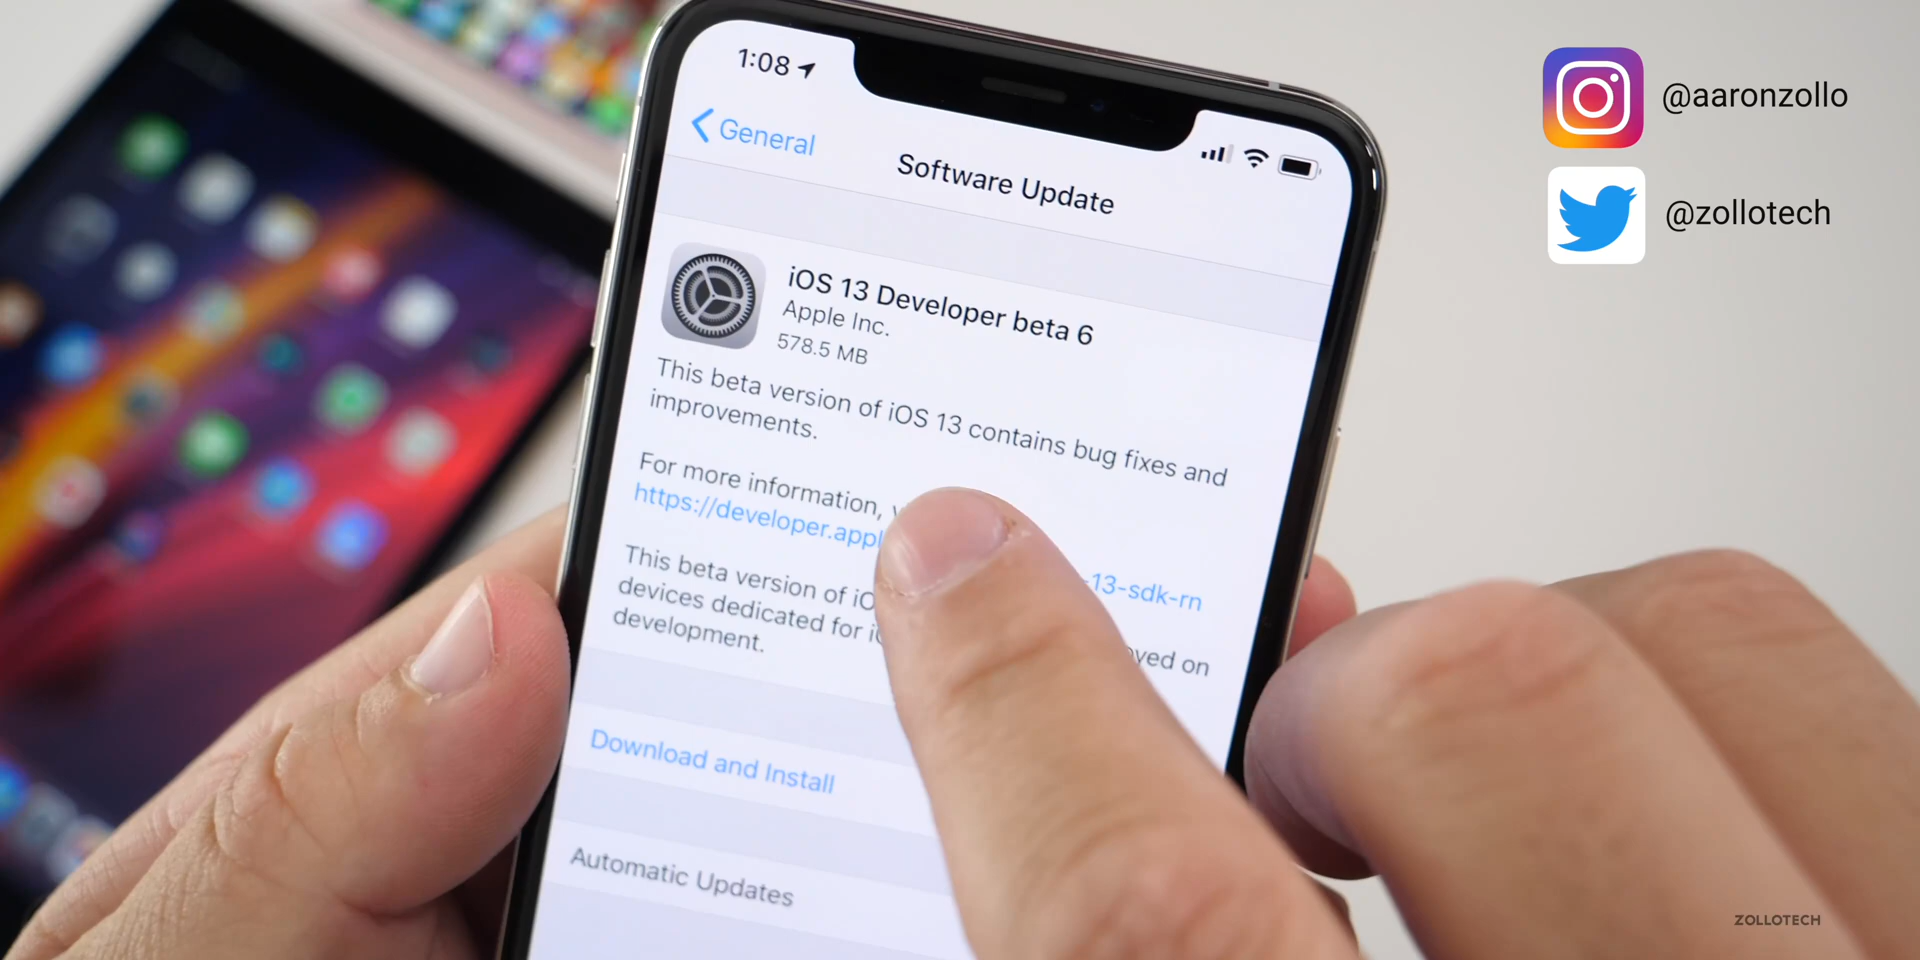 1:08
General
Software Update
iOS 13 Developer beta 6
Apple Inc.
578.5 MB
This beta version of iOS 13 contains bug fixes and
improvements.
For more information,
https://developer.appl -13-sdk-rn
This beta version of iO
devices dedicated for i yed on
development.
Download and Install
Automatic Updates
@aaronzollo
@zollotech
ZOLLOTECH